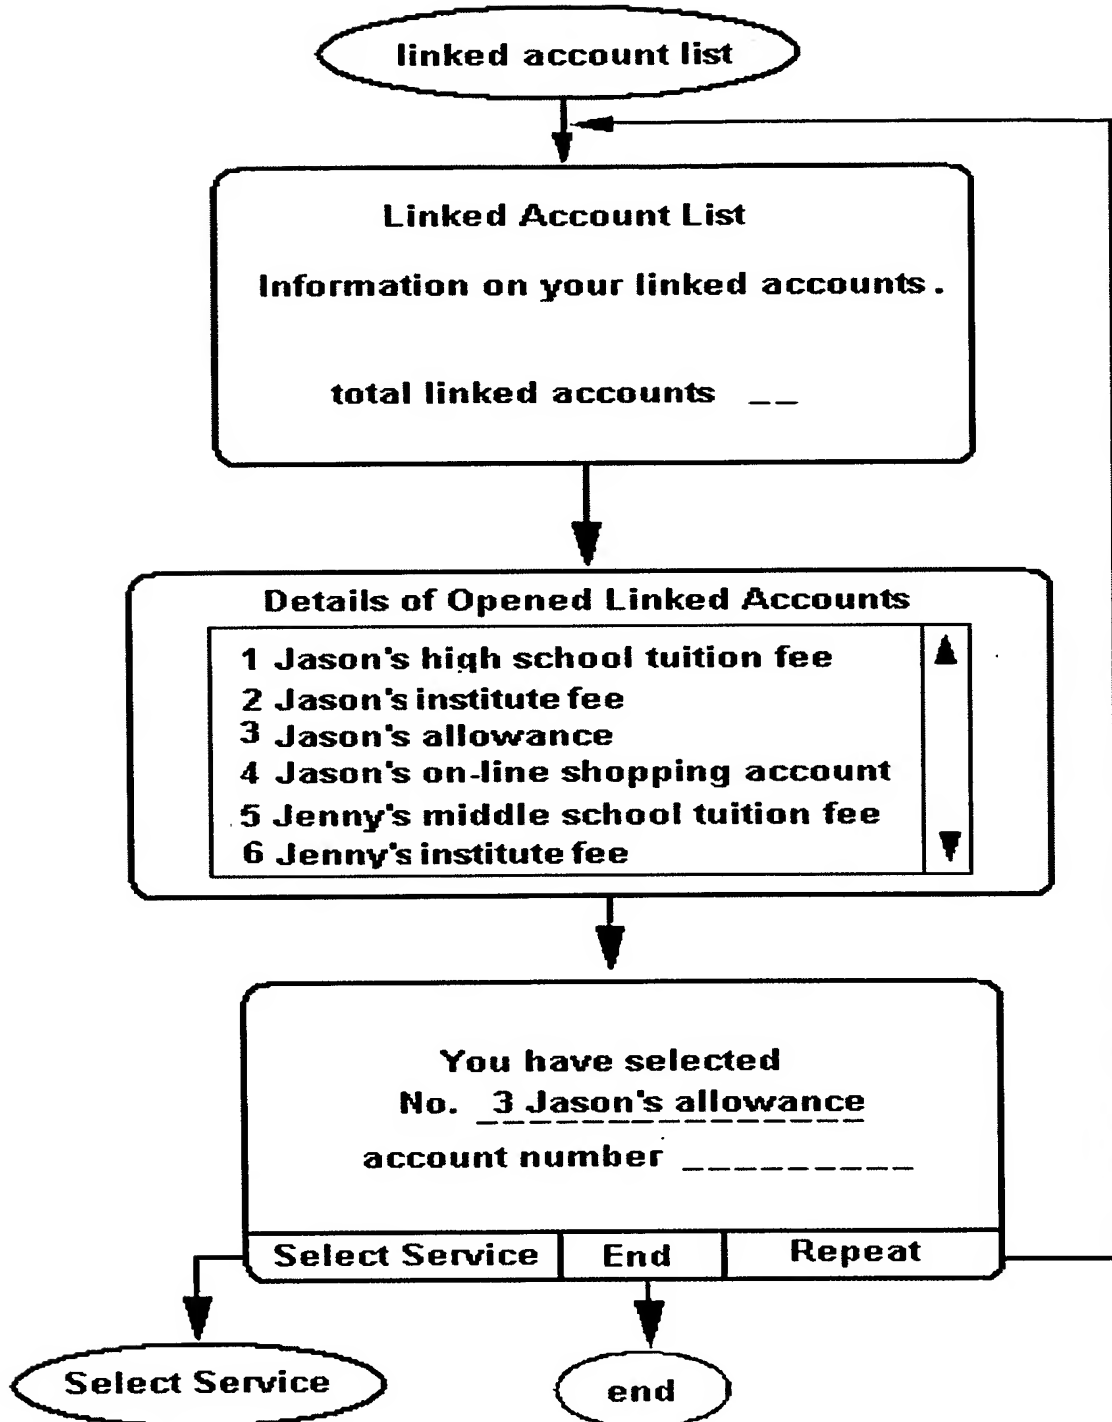 linked account list
Linked Account List
Information on your linked accounts.
total linked accounts __
Details of Opened Linked Accounts
1 Jason's high school tuition fee
2 Jason's institute fee
3 Jason's allowance
4 Jason's on-line shopping account
5 Jenny's middle school tuition fee
6 Jenny's institute fee
You have selected
No. 3 Jason's allowance
account number _________
Select Service End Repeat
Select Service end